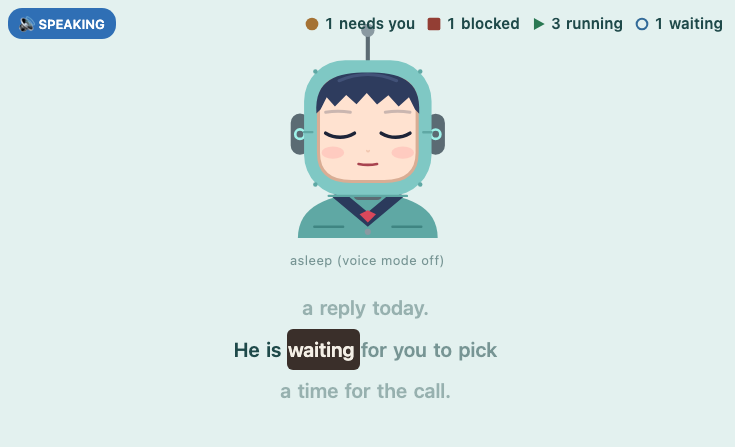 SPEAKING
1 needs you 1 blocked 3 running 1 waiting
asleep (voice mode off)
a reply today.
He is waiting for you to pick
a time for the call.